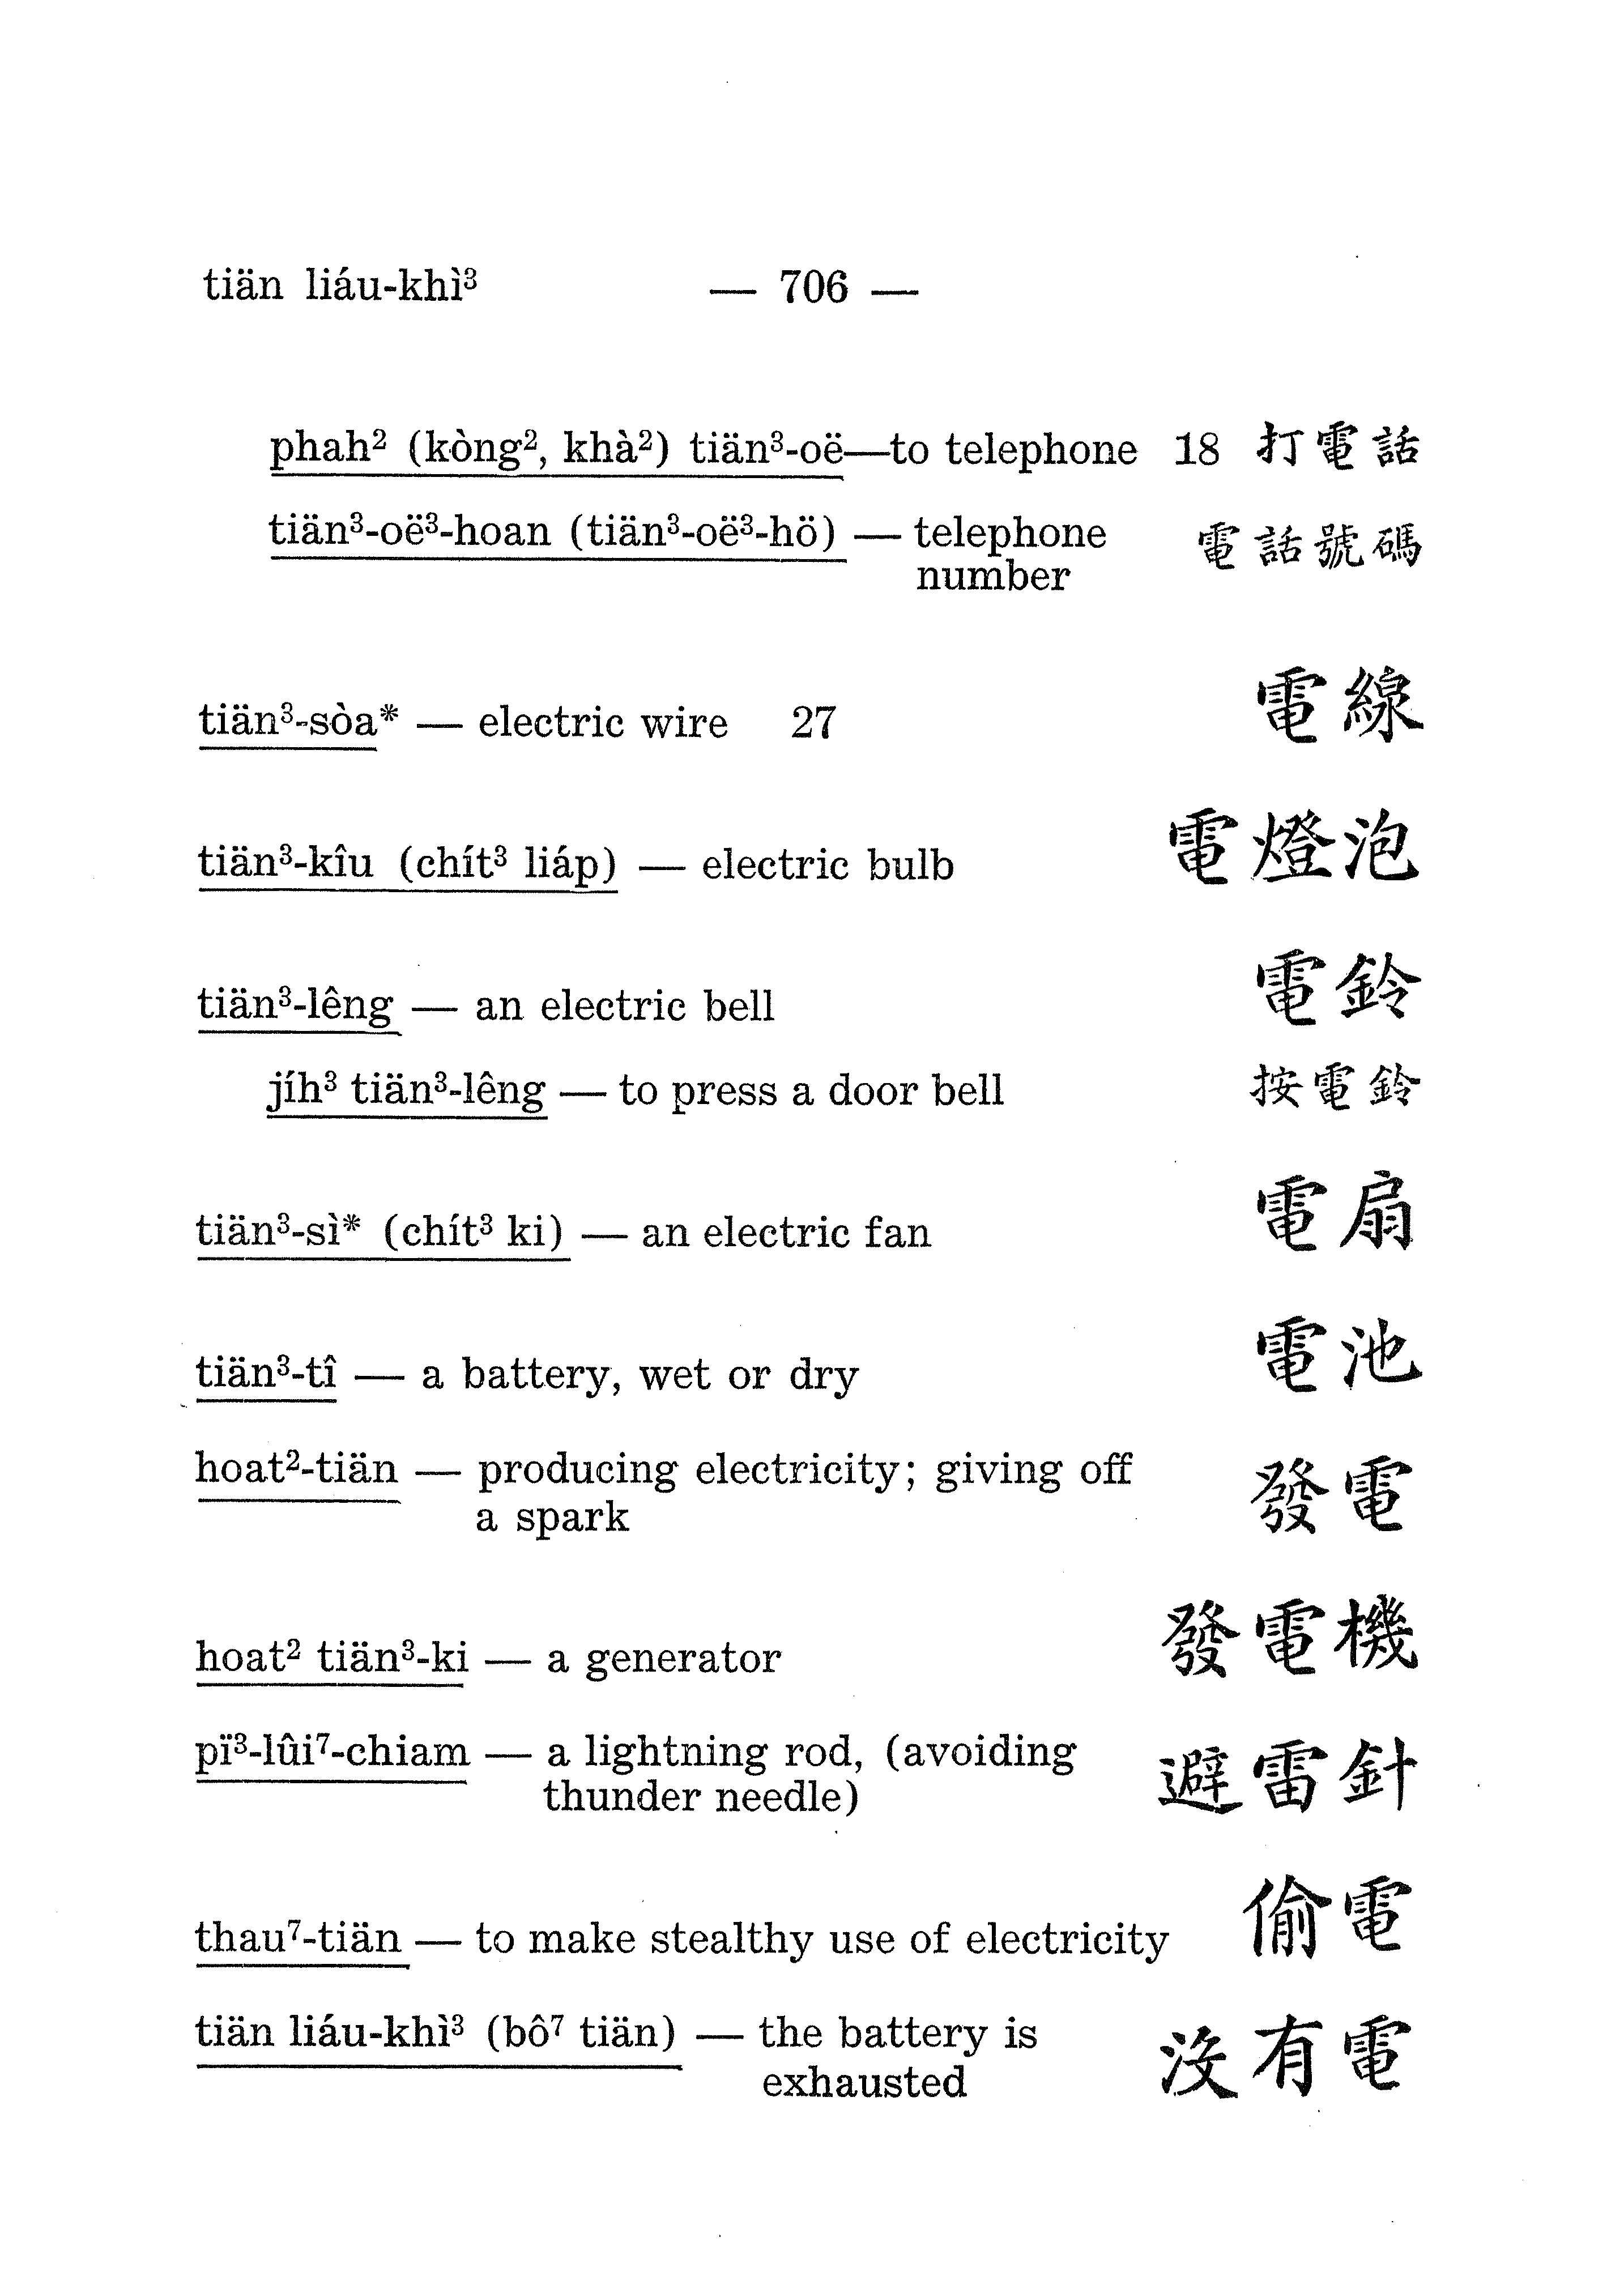 tiän liáu-khì³ — 706 —
phah² (kòng², khà²) tiän³-oë—to telephone 18 打電話
tiän³-oë³-hoan (tiän³-oë³-hö) — telephone 電話號碼
number
tiän³-sòa* — electric wire 27 電線
tiän³-kîu (chít³ liáp) — electric bulb 電燈泡
tiän³-lêng — an electric bell 電鈴
jíh³ tiän³-lêng — to press a door bell 按電鈴
tiän³-sì* (chít³ ki) — an electric fan 電扇
tiän³-tî — a battery, wet or dry 電池
hoat²-tiän — producing electricity; giving off 發電
a spark
hoat² tiän³-ki — a generator 發電機
pï³-lûi⁷-chiam — a lightning rod, (avoiding 避雷針
thunder needle)
thau⁷-tiän — to make stealthy use of electricity 偷電
tiän liáu-khì³ (bô⁷ tiän) — the battery is 沒有電
exhausted